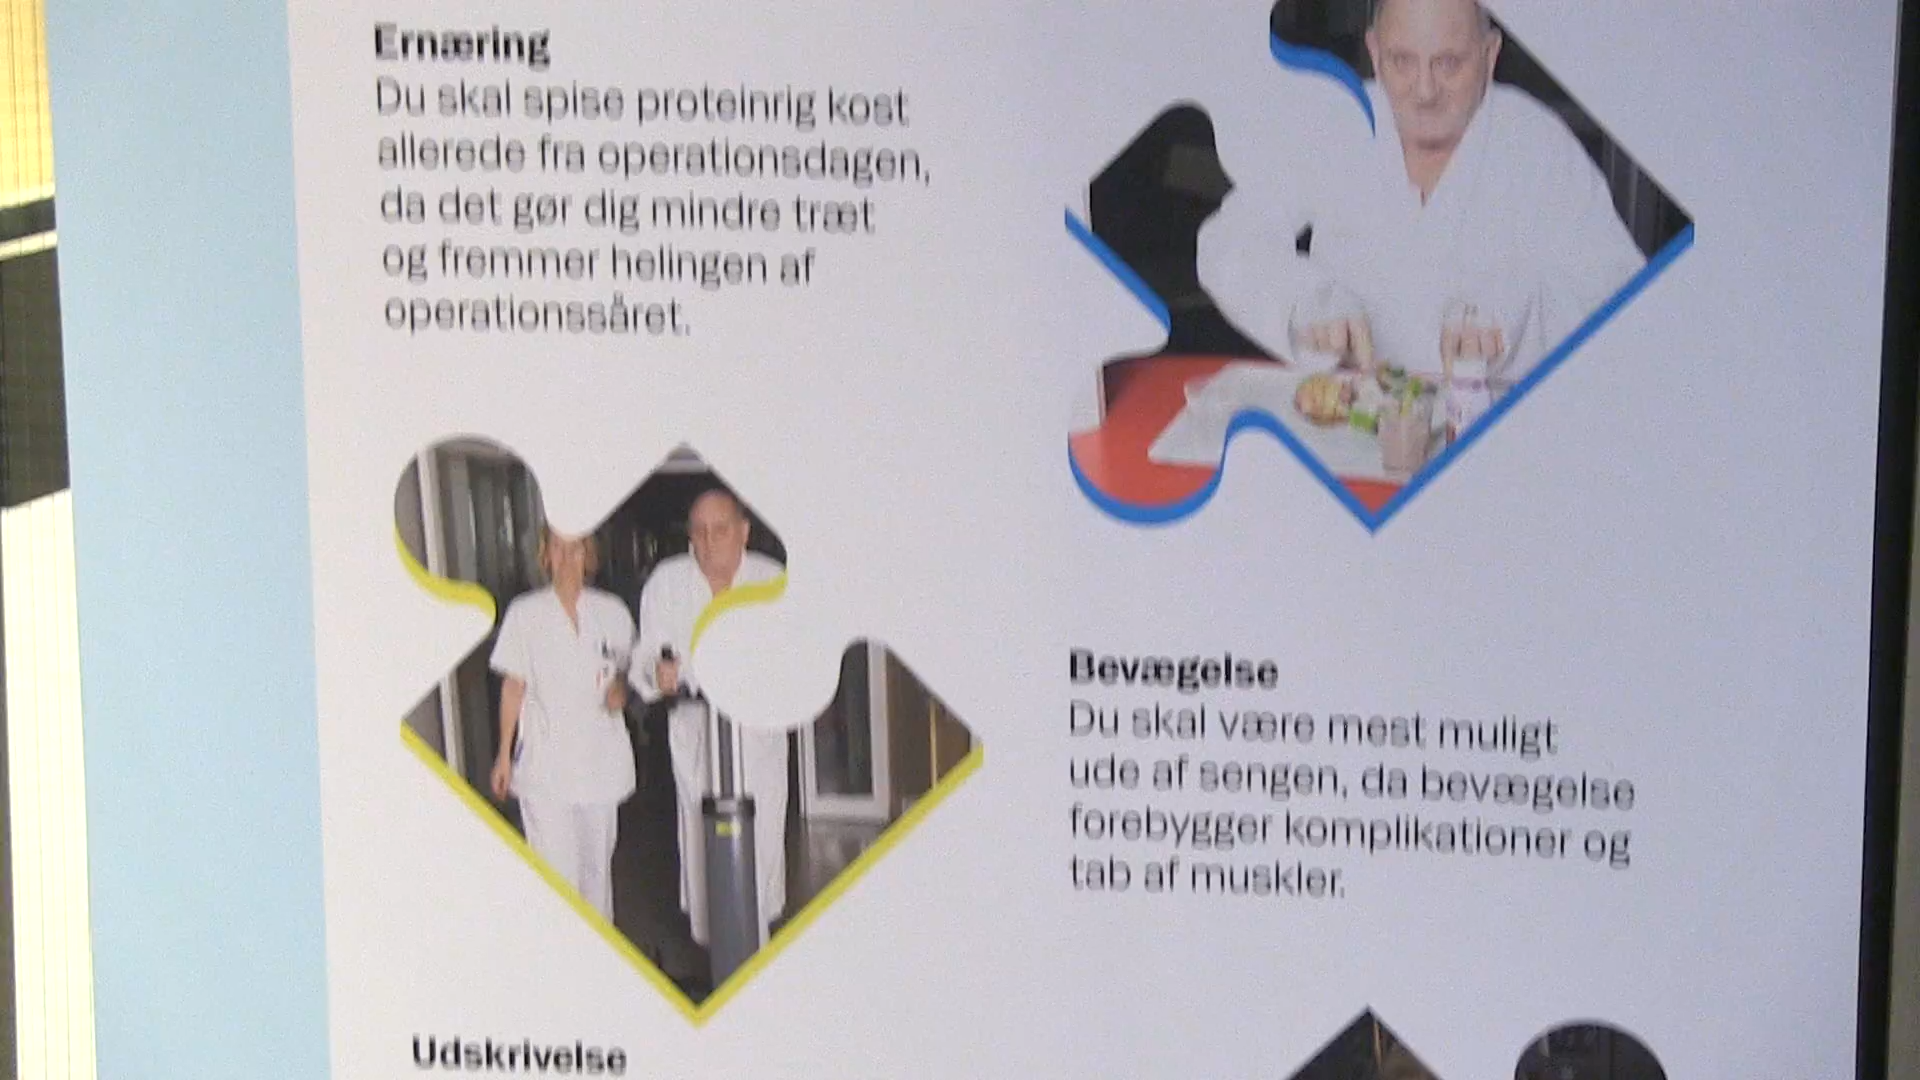 Ernæring
Du skal spise proteinrig kost
allerede fra operationsdagen,
da det gør dig mindre træt
og fremmer helingen af
operationssåret.
Bevægelse
Du skal være mest muligt
ude af sengen, da bevægelse
forebygger komplikationer og
tab af muskler.
Udskrivelse